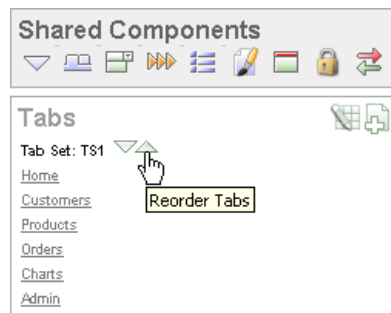 Shared Components
Tabs
Tab Set: TS1
Home
Reorder Tabs
Customers
Products
Orders
Charts
Admin